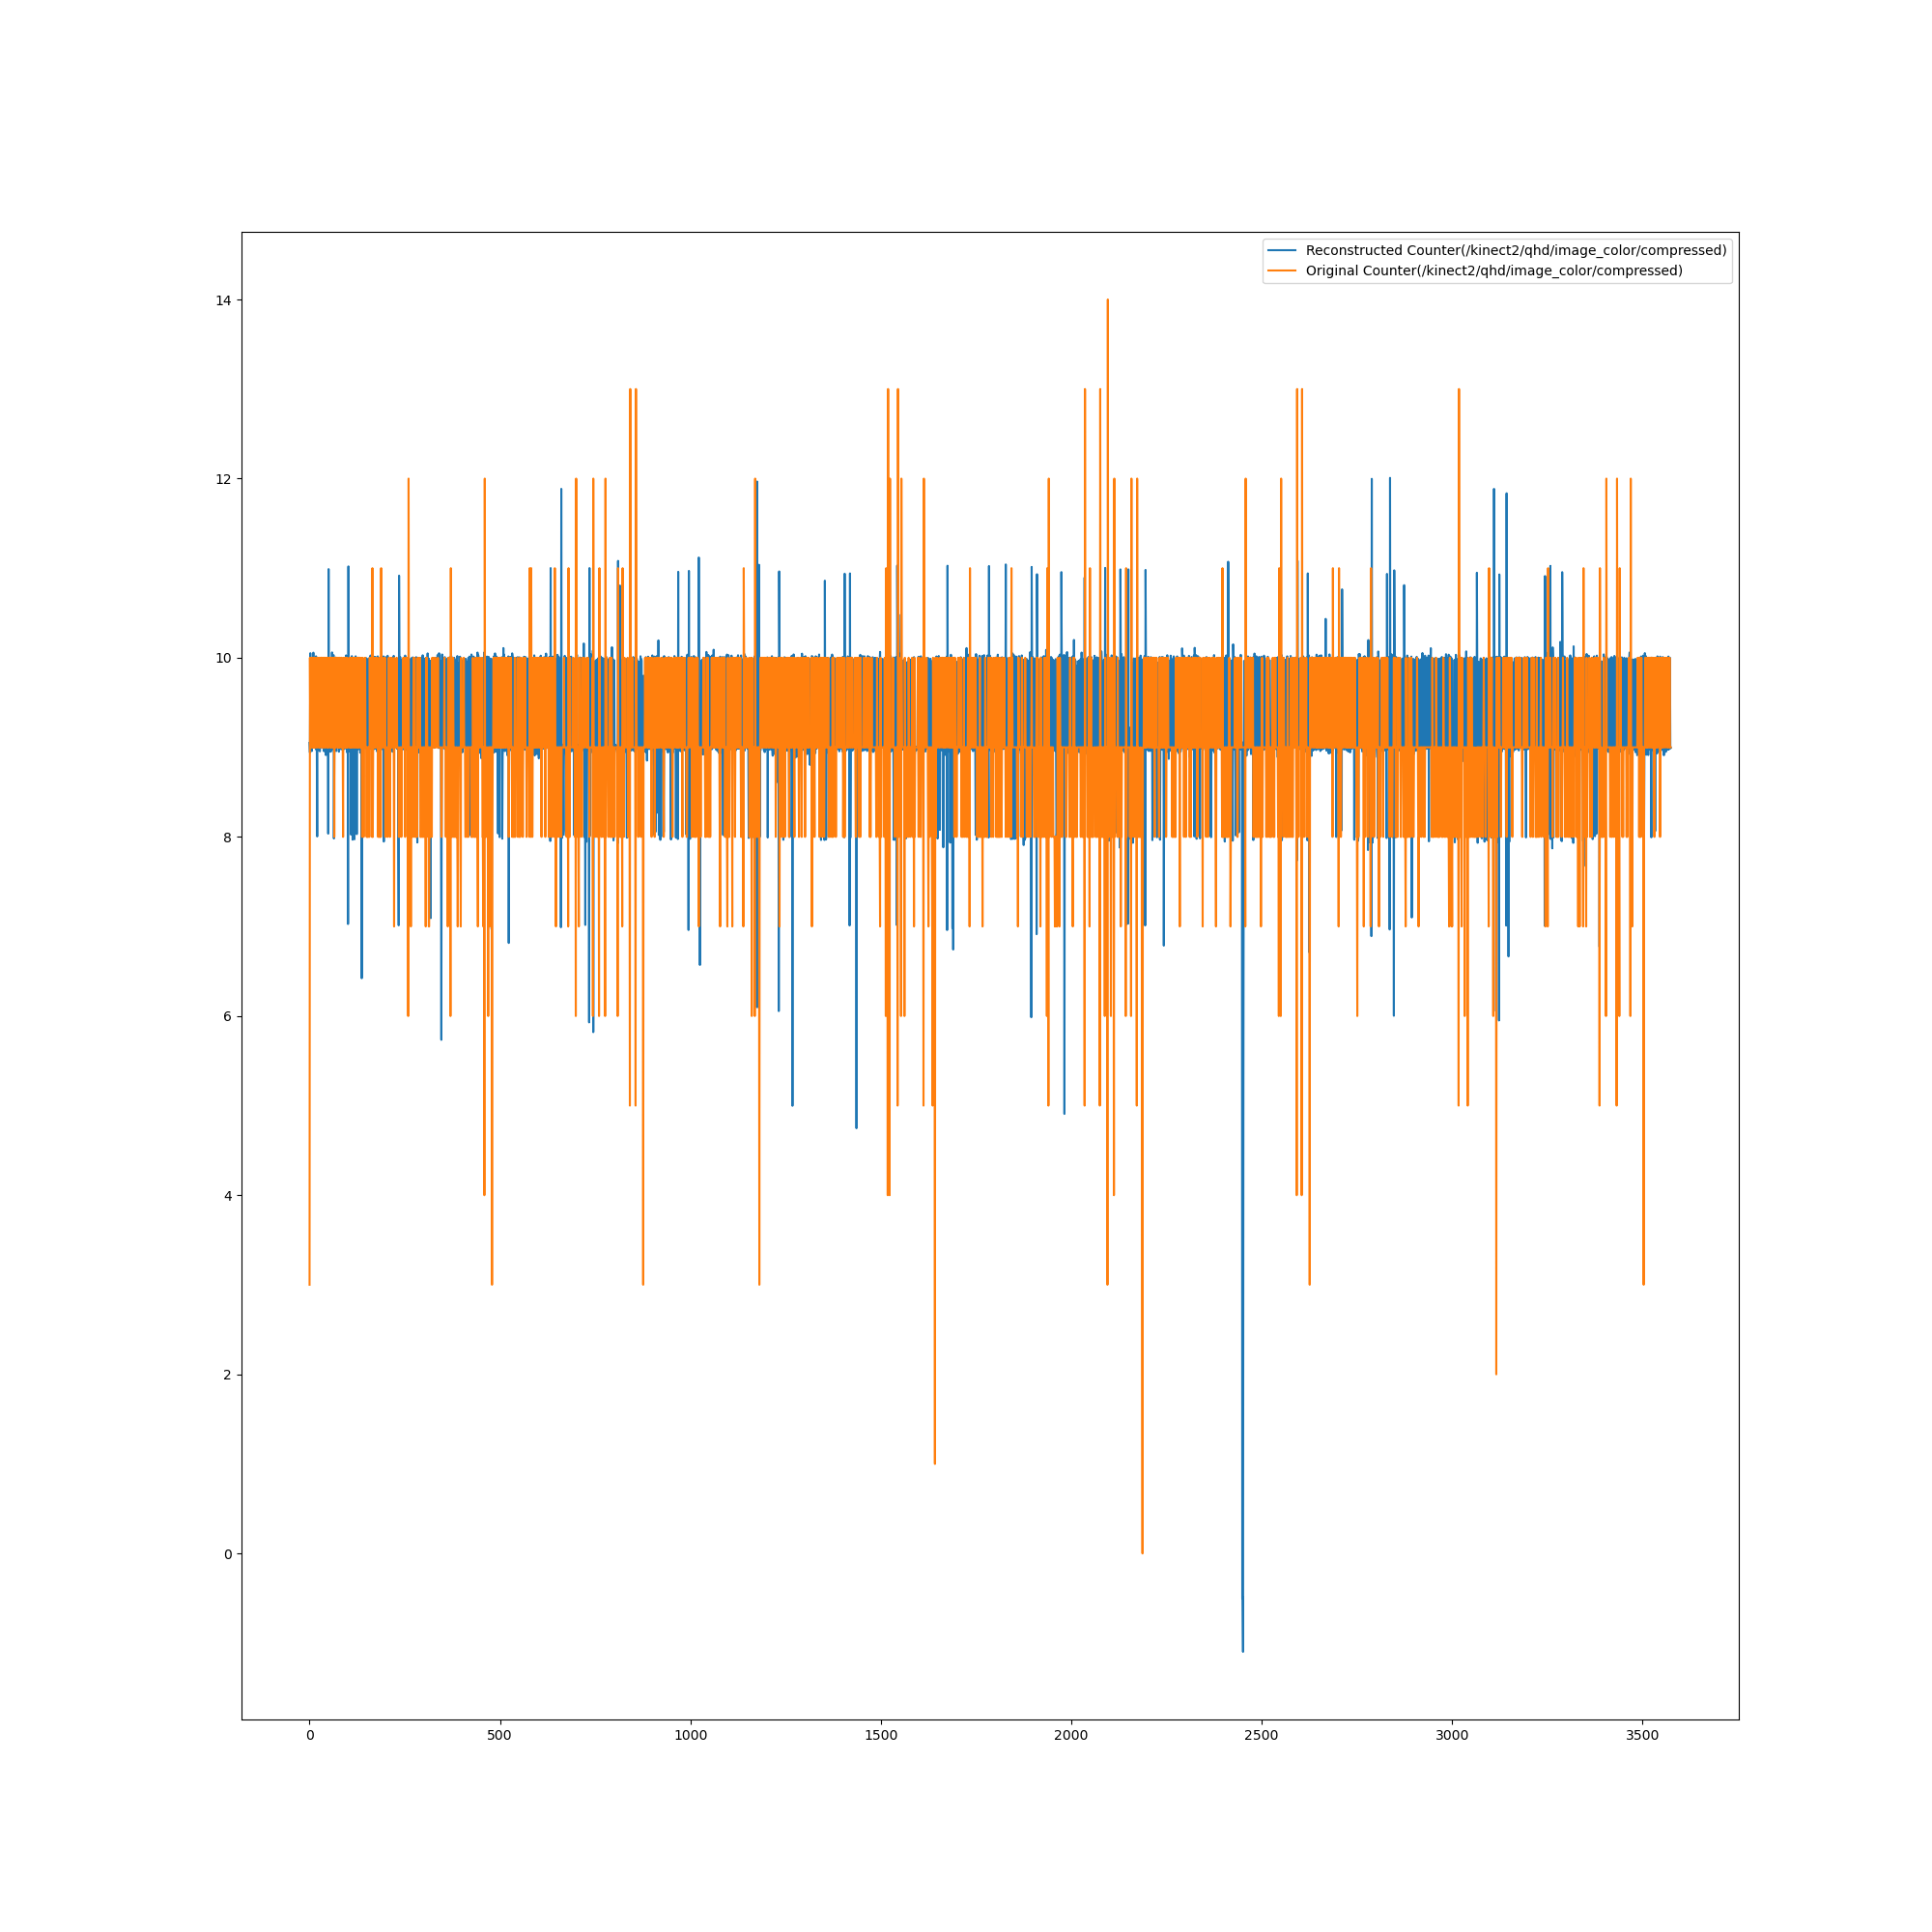 Reconstructed Counter(/kinect2/qhd/image_color/compressed)
Original Counter(/kinect2/qhd/image_color/compressed)
14
12
10
8
6
4
2
0
0 500 1000 1500 2000 2500 3000 3500